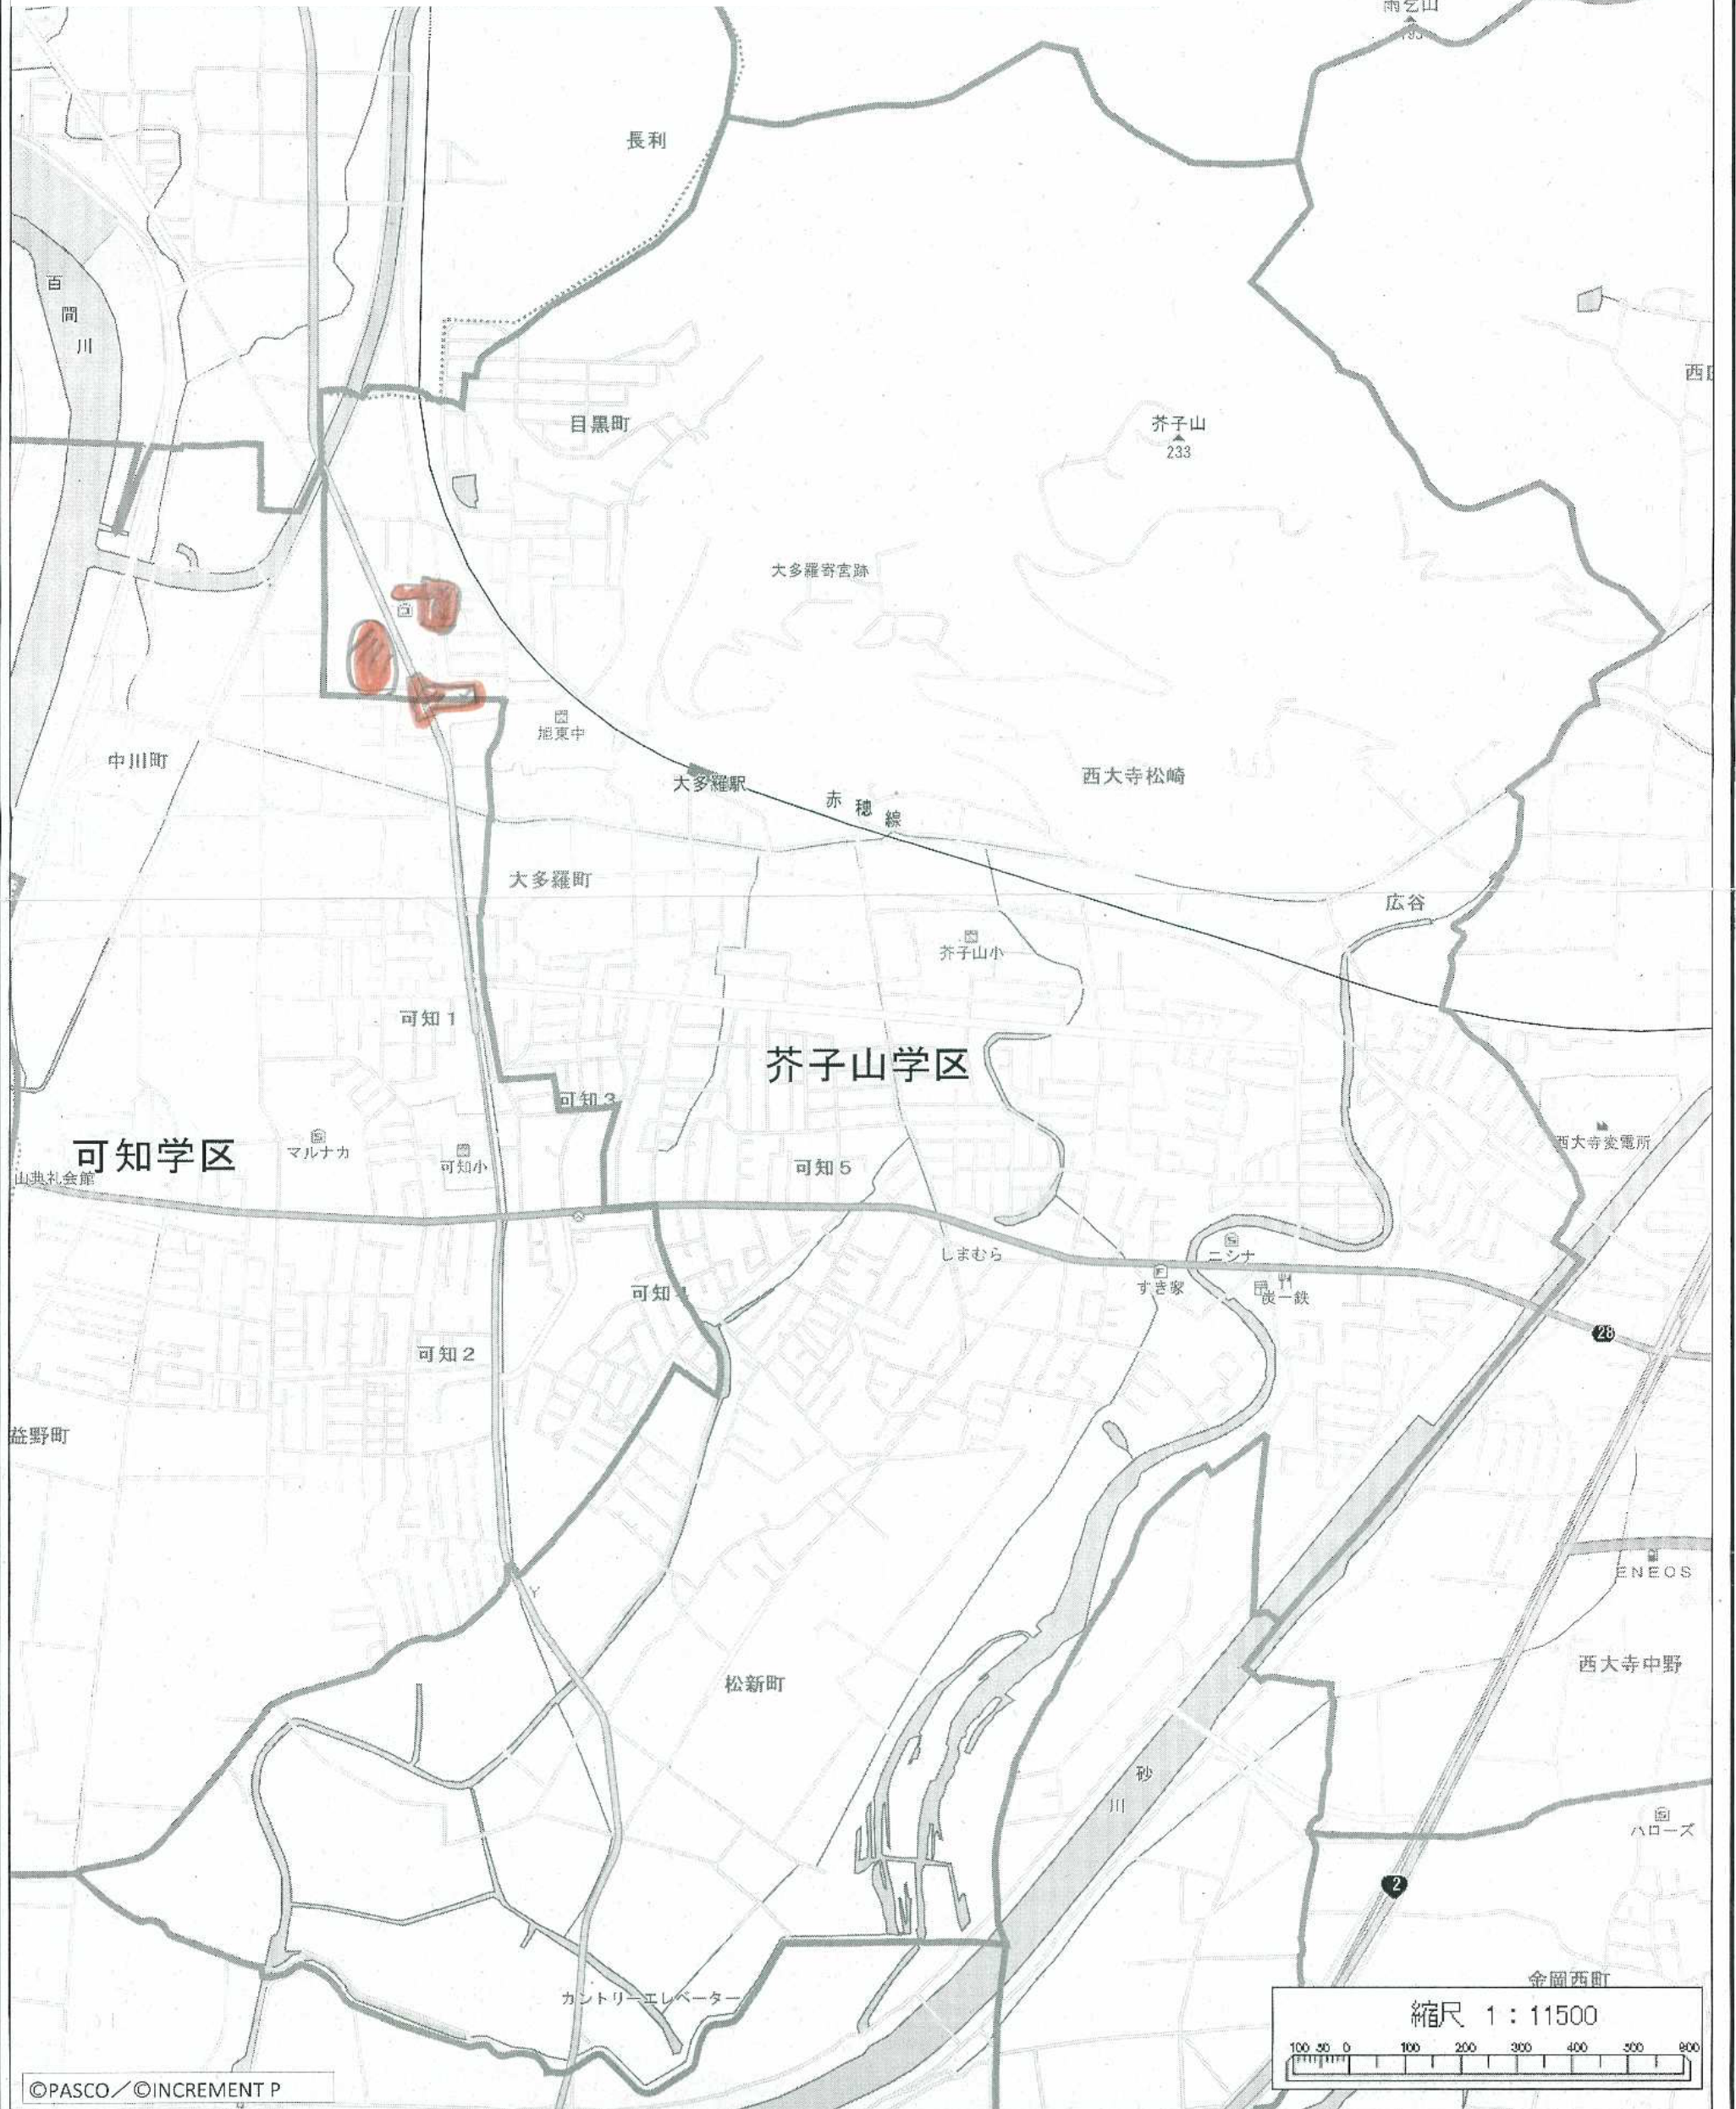 雨乞山
長利
百
間
川
目黒町
芥子山
233
大多羅寄宮跡
旭東中
中川町
大多羅駅
赤
穂
線
西大寺松崎
大多羅町
広谷
芥子山小
可知1
芥子山学区
可知3
可知学区
マルナカ
可知小
可知5
西大寺変電所
山典礼会館
しまむら
ニシナ
すき家
炭一鉄
可知
28
可知2
益野町
ENEOS
松新町
西大寺中野
砂
川
ハローズ
2
金岡西町
カントリーエレベーター
縮尺 1:11500
100 50 0 100 200 300 400 500 600
©PASCO/©INCREMENT P